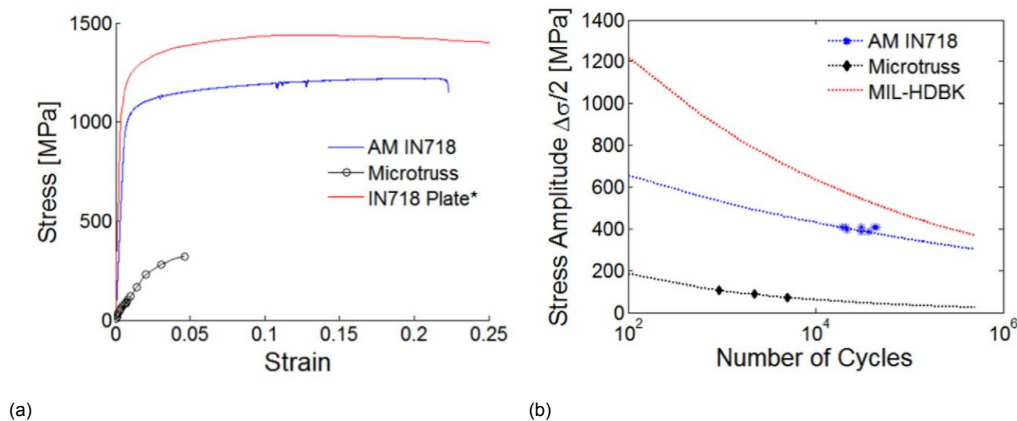 1500
1000
500
0
0 0.05 0.1 0.15 0.2 0.25
Stress [MPa]
Strain
AM IN718
Microtruss
IN718 Plate*
(a)
1400
1200
1000
800
600
400
200
0
10^2 10^4 10^6
Stress Amplitude Δσ/2 [MPa]
Number of Cycles
AM IN718
Microtruss
MIL-HDBK
(b)